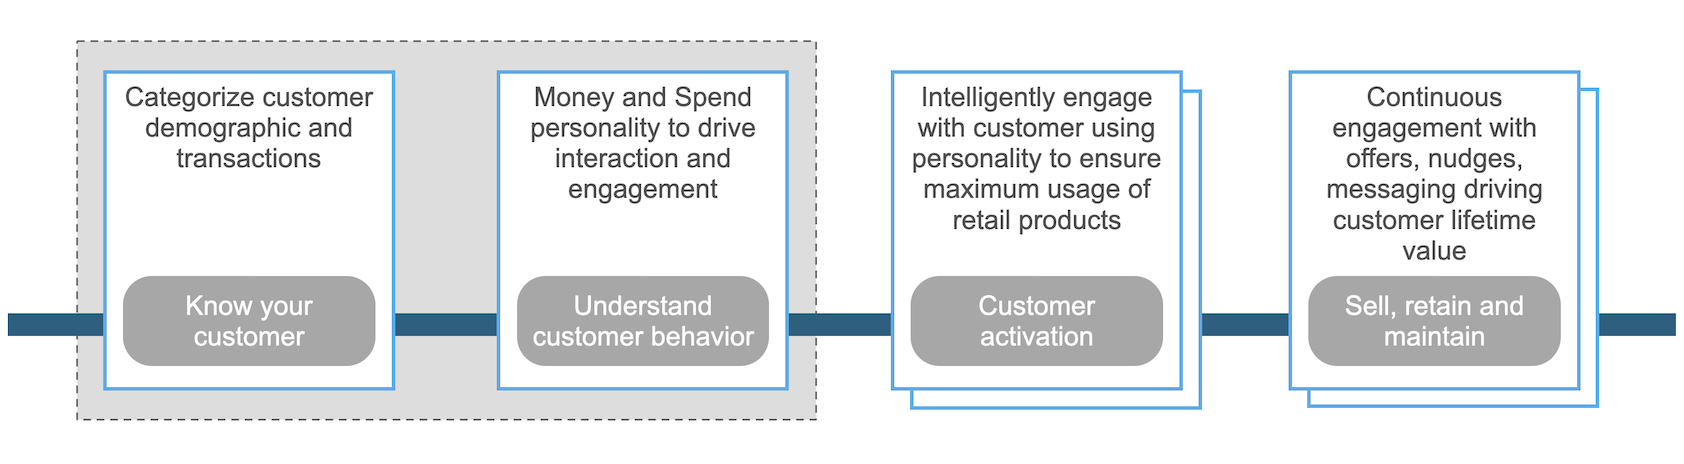 Categorize customer
demographic and
transactions
Know your
customer
Money and Spend
personality to drive
interaction and
engagement
Understand
customer behavior
Intelligently engage
with customer using
personality to ensure
maximum usage of
retail products
Customer
activation
Continuous
engagement with
offers, nudges,
messaging driving
customer lifetime
value
Sell, retain and
maintain